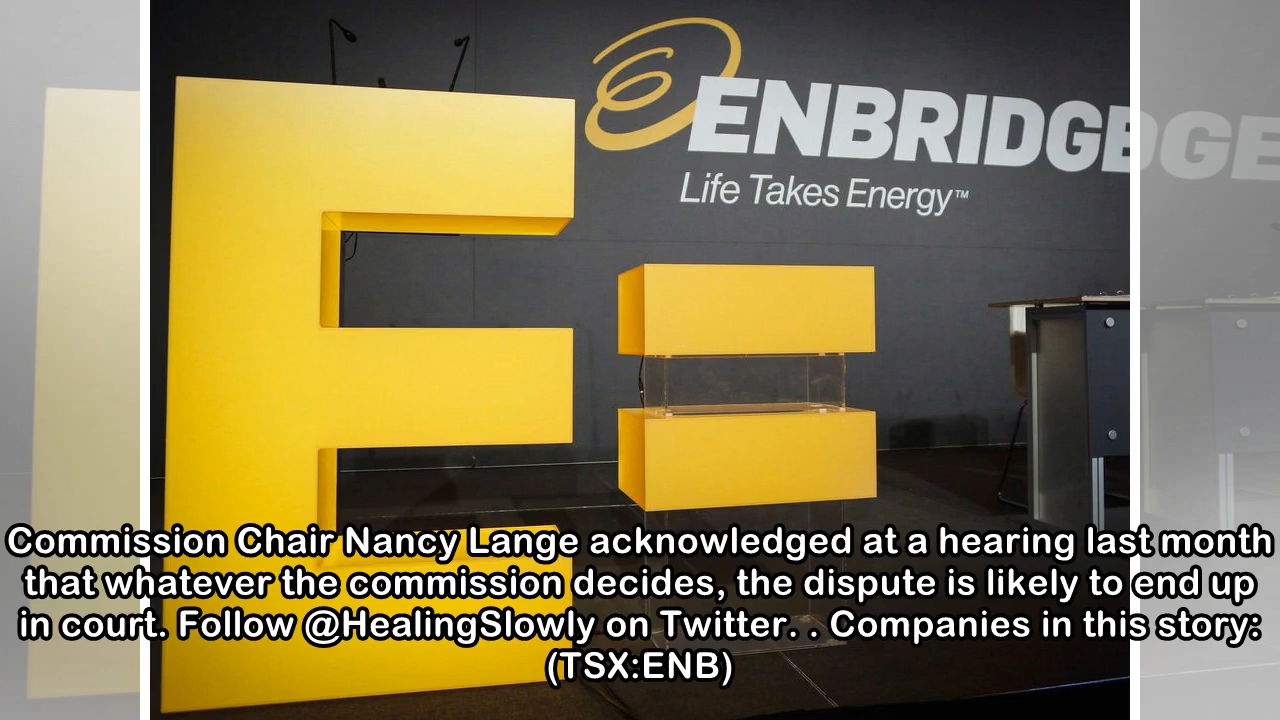 ENBRIDGE
DGE
Life Takes Energy™
Commission Chair Nancy Lange acknowledged at a hearing last month
that whatever the commission decides, the dispute is likely to end up
in court. Follow @HealingSlowly on Twitter. . Companies in this story:
(TSX:ENB)